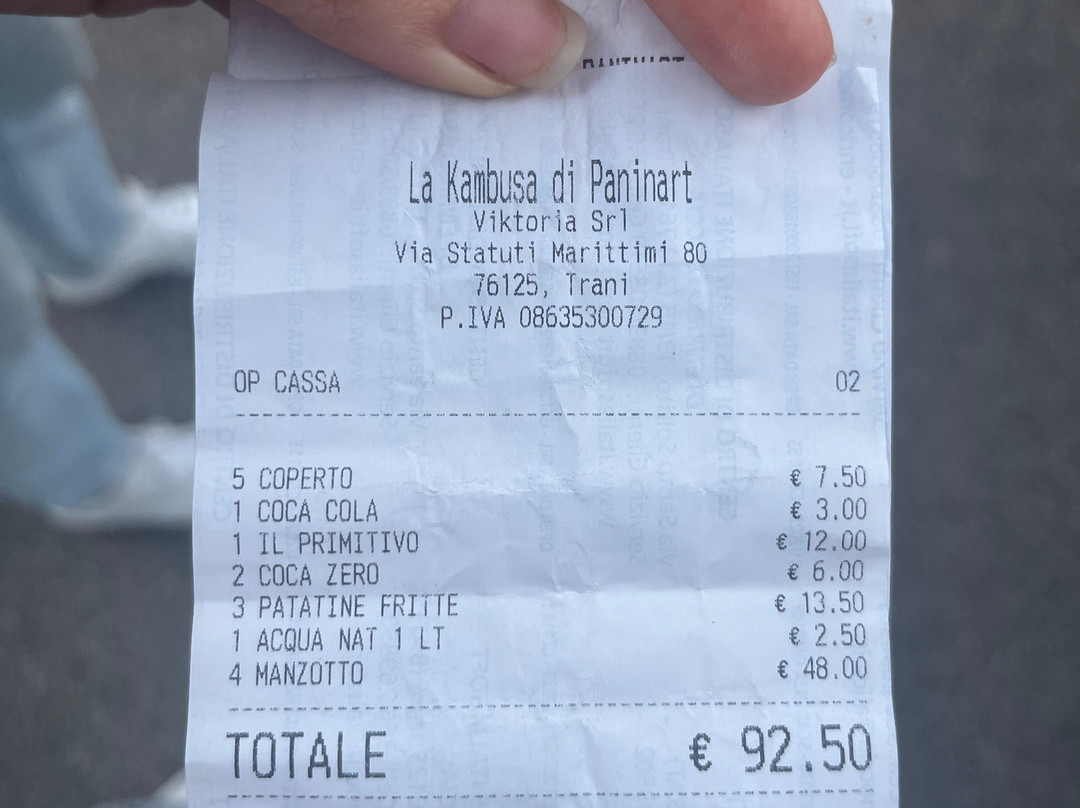 La Kambusa di Paninart
Viktoria Srl
Via Statuti Marittimi 80
76125, Trani
P.IVA 08635300729
OP CASSA 02
5 COPERTO € 7.50
1 COCA COLA € 3.00
1 IL PRIMITIVO € 12.00
2 COCA ZERO € 6.00
3 PATATINE FRITTE € 13.50
1 ACQUA NAT 1 LT € 2.50
4 MANZOTTO € 48.00
TOTALE € 92.50